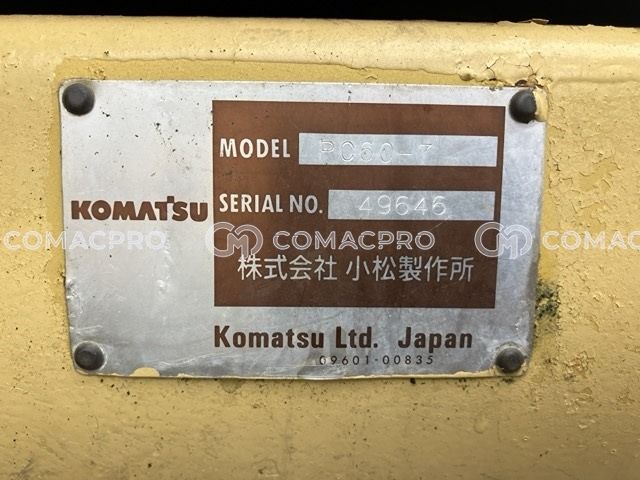 MODEL PC60-7
KOMATSU
SERIAL NO. 49646
COMACPRO COMACPRO COMACPRO
株式会社 小松製作所
Komatsu Ltd. Japan
09601-00835